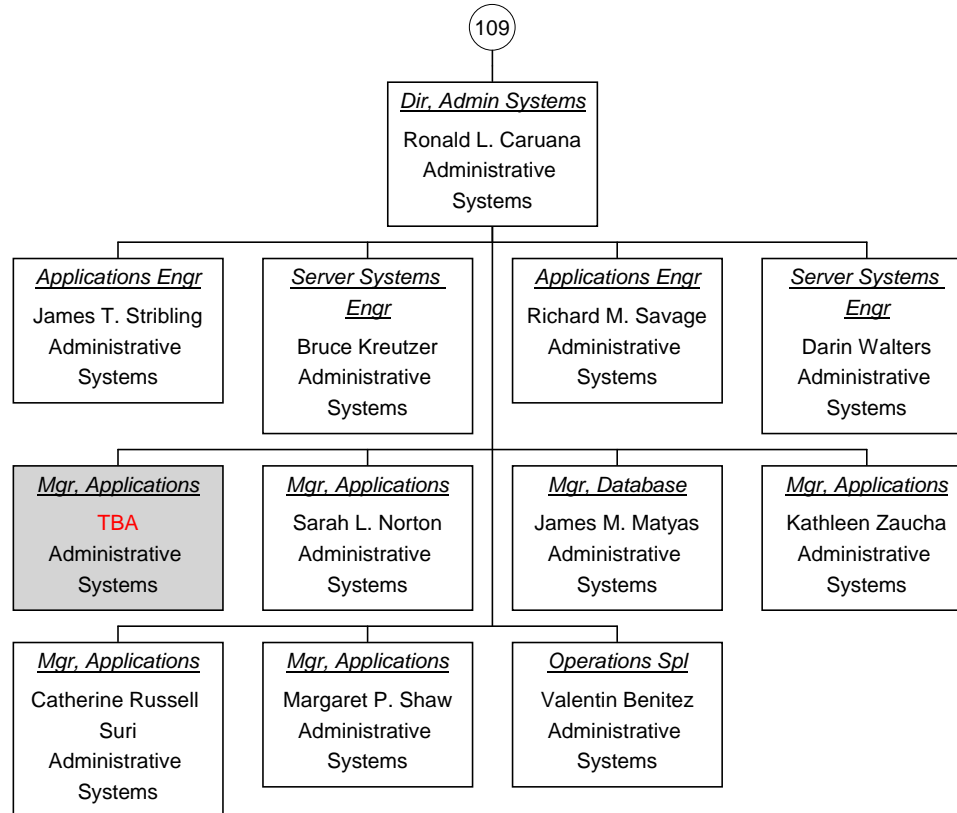 109
Dir, Admin Systems
Ronald L. Caruana
Administrative
Systems
Applications Engr
James T. Stribling
Administrative
Systems
Server Systems
Engr
Bruce Kreutzer
Administrative
Systems
Applications Engr
Richard M. Savage
Administrative
Systems
Server Systems
Engr
Darin Walters
Administrative
Systems
Mgr, Applications
TBA
Administrative
Systems
Mgr, Applications
Sarah L. Norton
Administrative
Systems
Mgr, Database
James M. Matyas
Administrative
Systems
Mgr, Applications
Kathleen Zaucha
Administrative
Systems
Mgr, Applications
Catherine Russell
Suri
Administrative
Systems
Mgr, Applications
Margaret P. Shaw
Administrative
Systems
Operations Spl
Valentin Benitez
Administrative
Systems